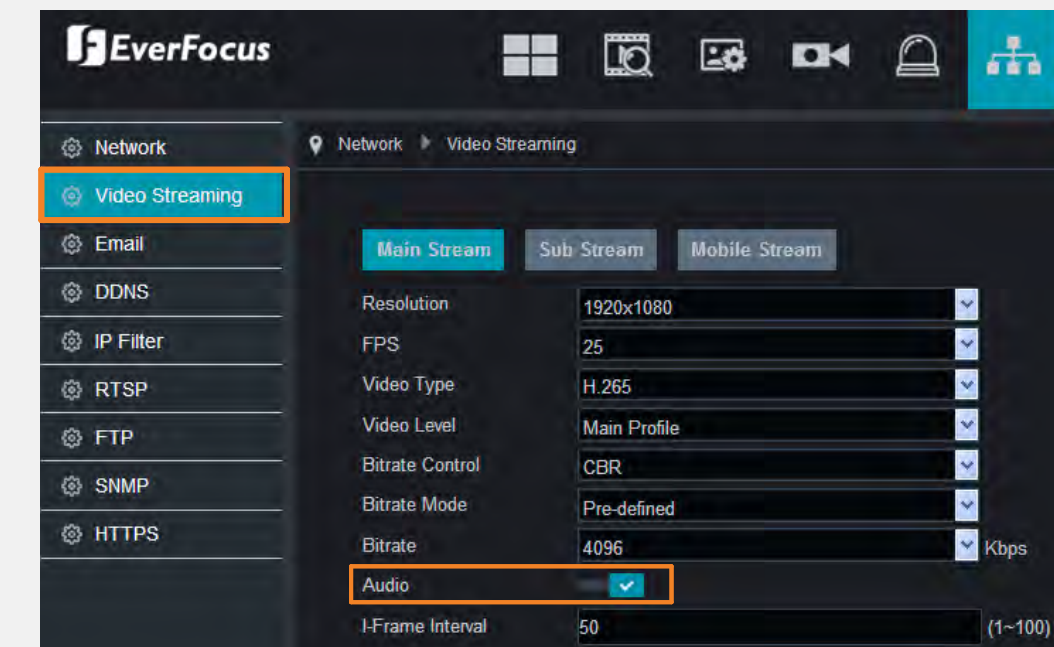 EverFocus
Network
Video Streaming
Email
DDNS
IP Filter
RTSP
FTP
SNMP
HTTPS
Network Video Streaming
Main Stream Sub Stream Mobile Stream
Resolution 1920x1080
FPS 25
Video Type H.265
Video Level Main Profile
Bitrate Control CBR
Bitrate Mode Pre-defined
Bitrate 4096 Kbps
Audio
I-Frame Interval 50 (1~100)